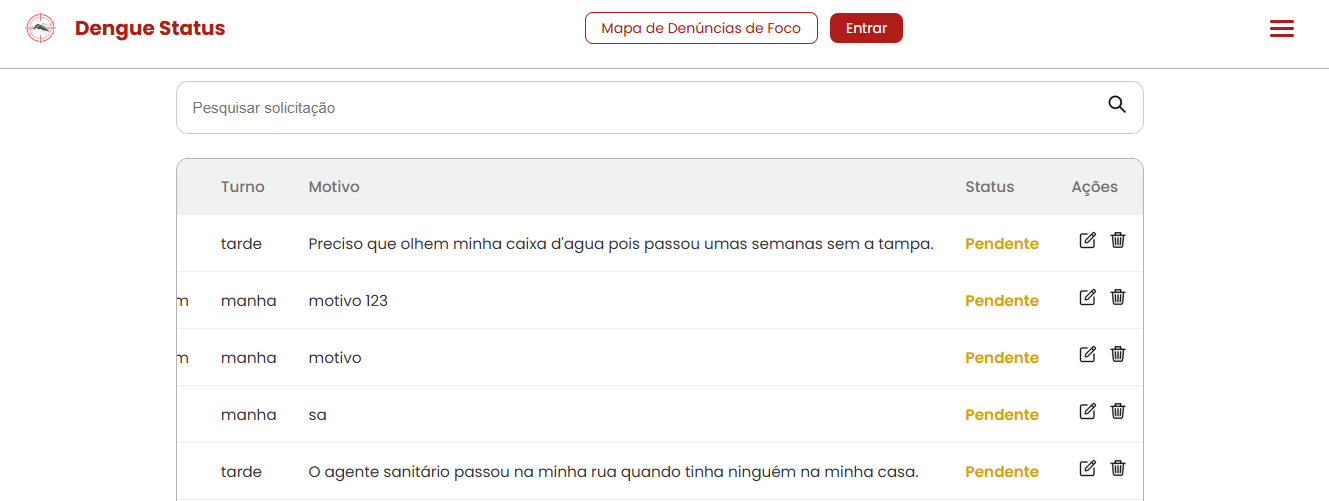 Dengue Status
Mapa de Denúncias de Foco
Entrar
Pesquisar solicitação
Turno Motivo Status Ações
tarde Preciso que olhem minha caixa d'agua pois passou umas semanas sem a tampa. Pendente
m manha motivo 123 Pendente
m manha motivo Pendente
manha sa Pendente
tarde O agente sanitário passou na minha rua quando tinha ninguém na minha casa. Pendente